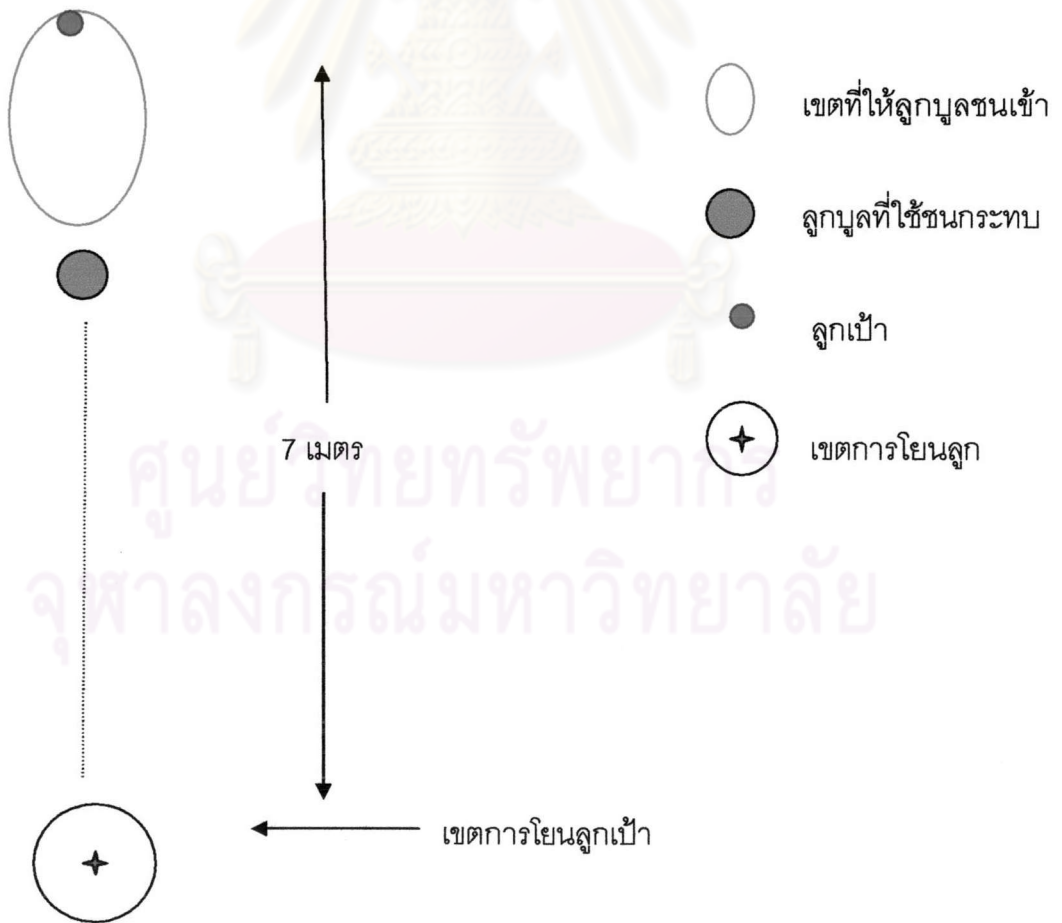 เขตที่ให้ลูกบูลชนเข้า
ลูกบูลที่ใช้ชนกระทบ
ลูกเป้า
เขตการโยนลูก
7 เมตร
ศูนย์วิทยทรัพยากร
จุฬาลงกรณ์มหาวิทยาลัย
เขตการโยนลูกเป้า